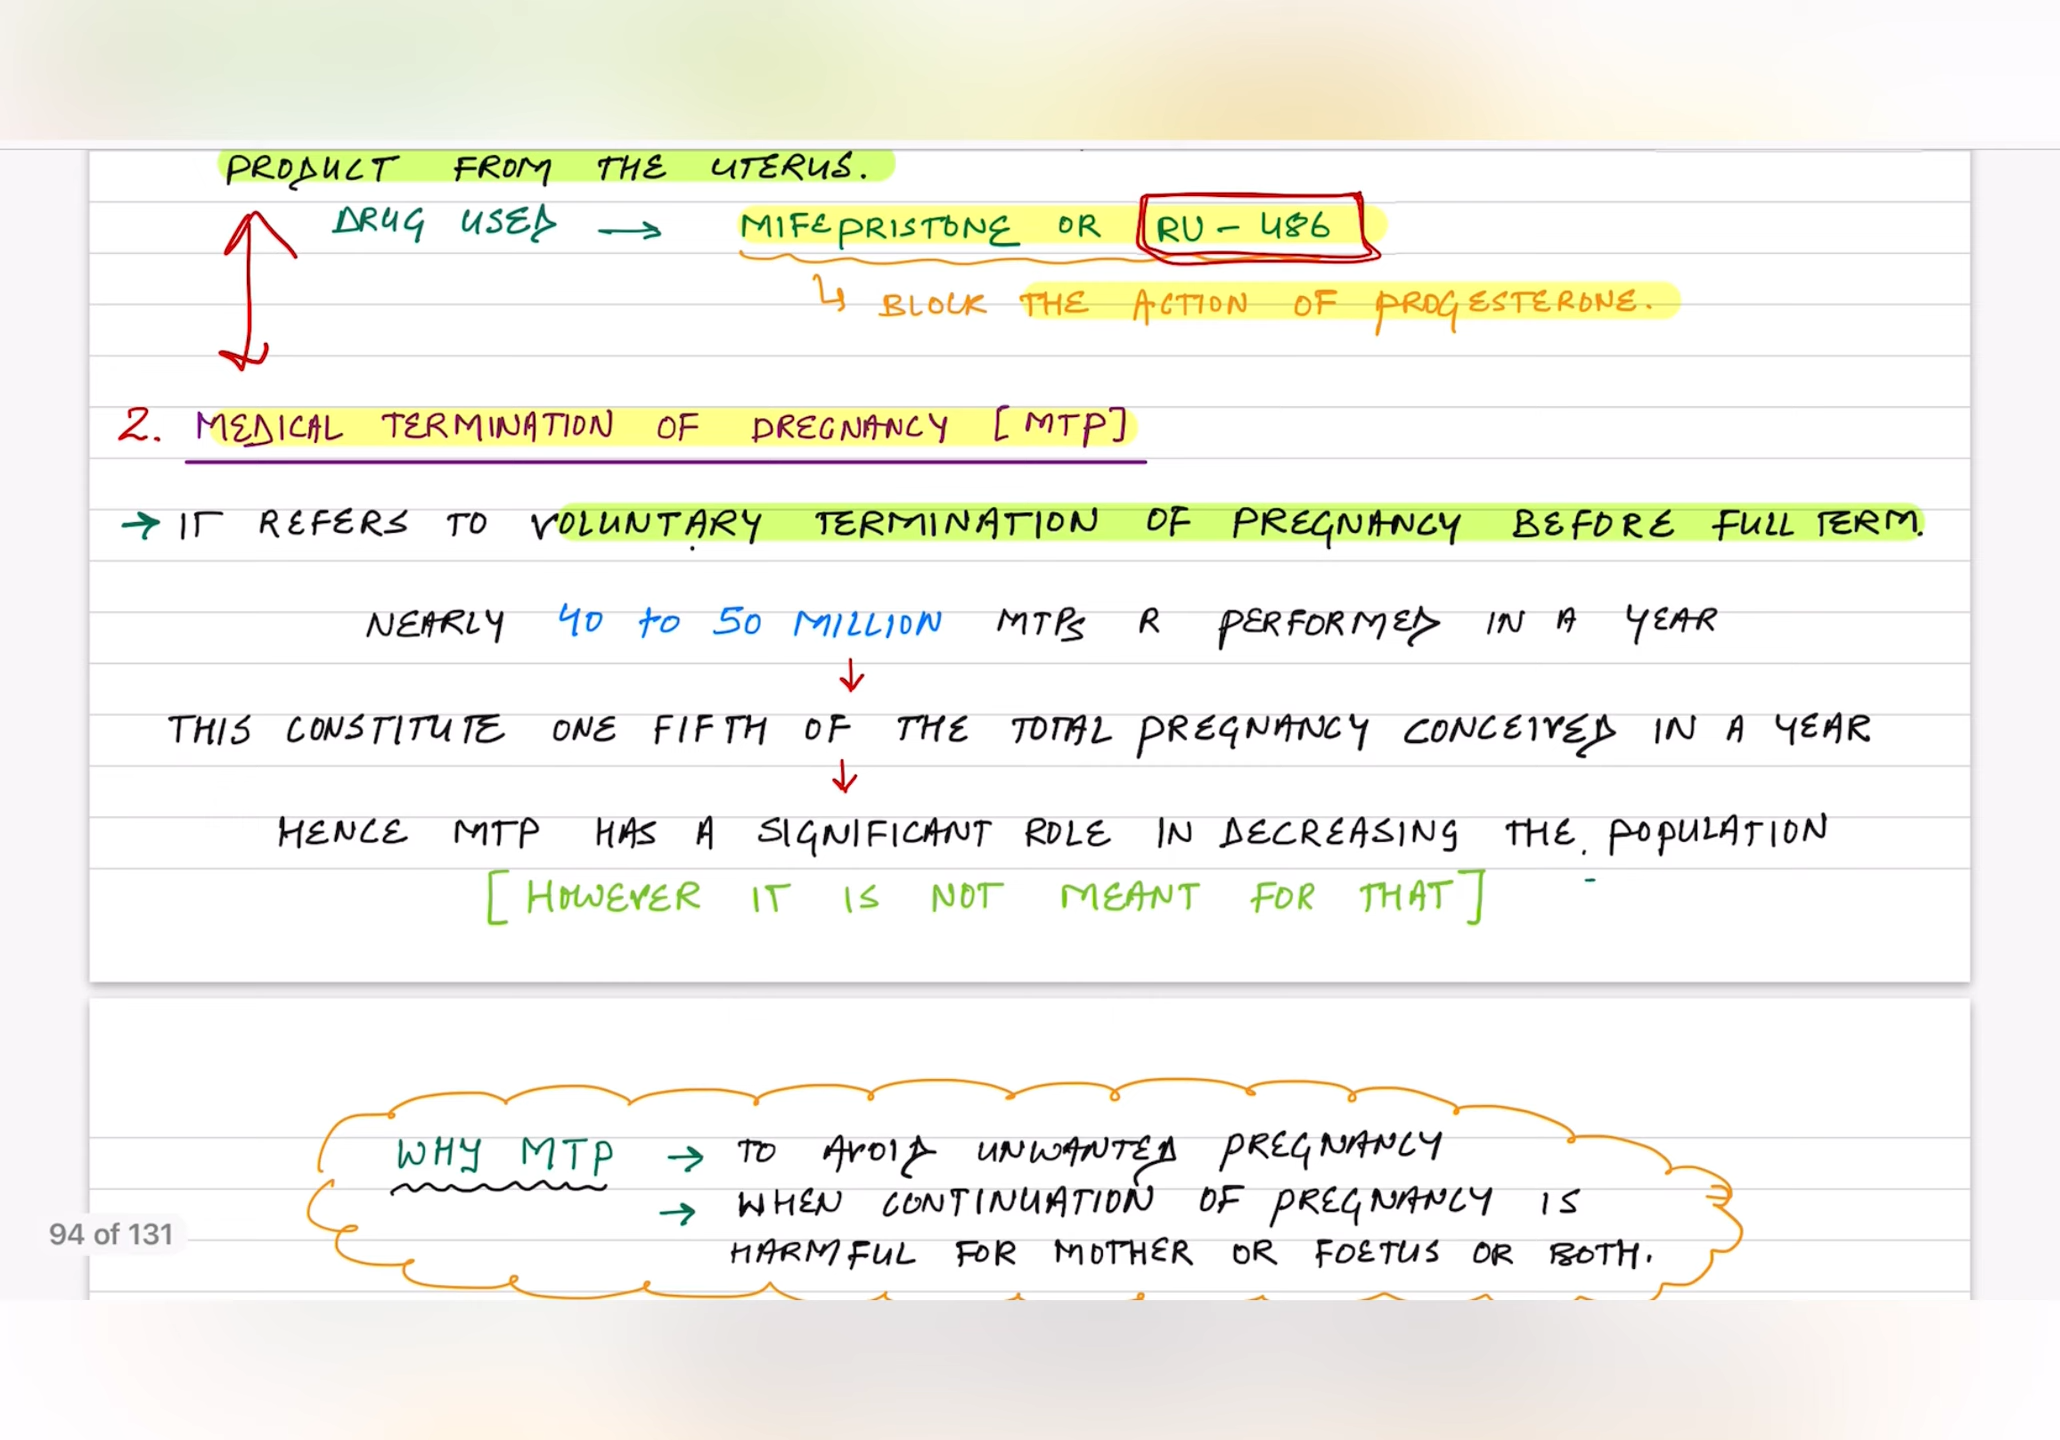 PRODUCT FROM THE UTERUS.
DRUG USED → MIFEPRISTONE OR RU - 486
↳ BLOCK THE ACTION OF PROGESTERONE.
2. MEDICAL TERMINATION OF PREGNANCY [MTP]
→ IT REFERS TO VOLUNTARY TERMINATION OF PREGNANCY BEFORE FULL TERM.
NEARLY 40 to 50 MILLION MTPs R PERFORMED IN A YEAR
↓
THIS CONSTITUTE ONE FIFTH OF THE TOTAL PREGNANCY CONCEIVED IN A YEAR
↓
HENCE MTP HAS A SIGNIFICANT ROLE IN DECREASING THE POPULATION
[HOWEVER IT IS NOT MEANT FOR THAT]
WHY MTP → TO AVOID UNWANTED PREGNANCY
→ WHEN CONTINUATION OF PREGNANCY IS
94 of 131
HARMFUL FOR MOTHER OR FOETUS OR BOTH.